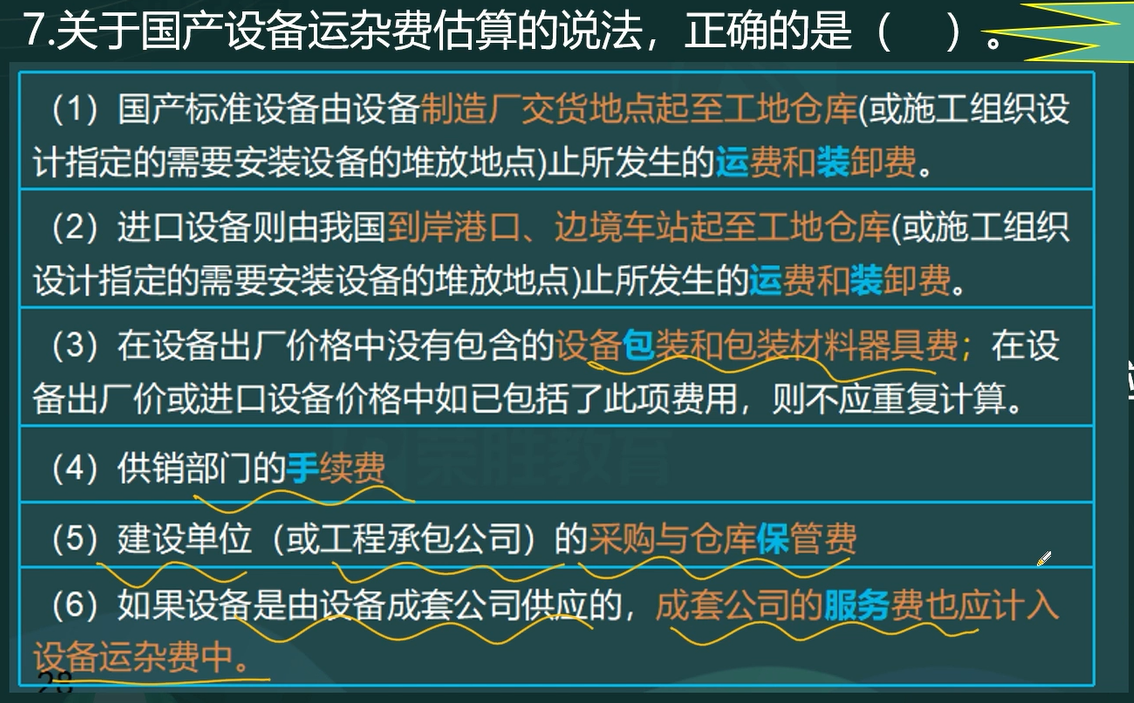 7.关于国产设备运杂费估算的说法，正确的是（　）。
（1）国产标准设备由设备制造厂交货地点起至工地仓库(或施工组织设
计指定的需要安装设备的堆放地点)止所发生的运费和装卸费。
（2）进口设备则由我国到岸港口、边境车站起至工地仓库(或施工组织
设计指定的需要安装设备的堆放地点)止所发生的运费和装卸费。
（3）在设备出厂价格中没有包含的设备包装和包装材料器具费；在设
备出厂价或进口设备价格中如已包括了此项费用，则不应重复计算。
（4）供销部门的手续费
（5）建设单位（或工程承包公司）的采购与仓库保管费
（6）如果设备是由设备成套公司供应的，成套公司的服务费也应计入
设备运杂费中。
28